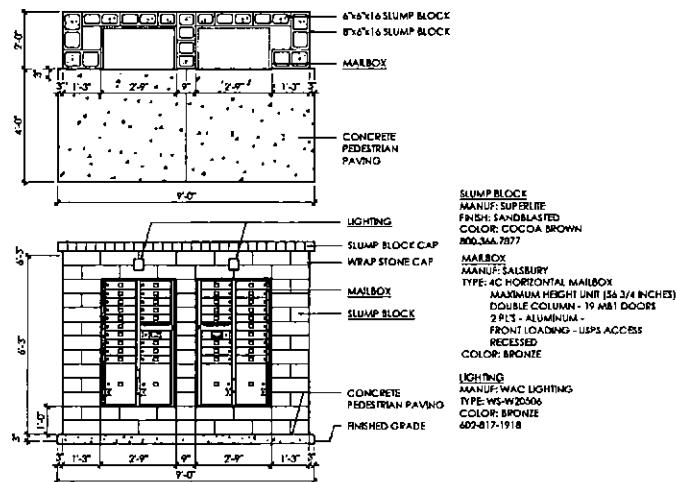 6"x6"x16 SLUMP BLOCK
8"x6"x16 SLUMP BLOCK
MAILBOX
2'-0"
3"
3" 1'-3" 2'-9" 9" 2'-9" 1'-3" 3"
4'-0"
CONCRETE
PEDESTRIAN
PAVING
9'-0"
LIGHTING
SLUMP BLOCK CAP
WRAP STONE CAP
MAILBOX
SLUMP BLOCK
6'-3"
6'-3"
1'-0"
3"
CONCRETE
PEDESTRIAN PAVING
FINISHED GRADE
3" 1'-3" 2'-9" 9" 2'-9" 1'-3" 3"
9'-0"
SLUMP BLOCK
MANUF: SUPERLITE
FINISH: SANDBLASTED
COLOR: COCOA BROWN
800.366.7877
MAILBOX
MANUF: SALSBURY
TYPE: 4C HORIZONTAL MAILBOX
MAXIMUM HEIGHT UNIT (56 3/4 INCHES)
DOUBLE COLUMN - 19 MB1 DOORS
2 PL'S - ALUMINUM -
FRONT LOADING - USPS ACCESS
RECESSED
COLOR: BRONZE
LIGHTING
MANUF: WAC LIGHTING
TYPE: WS-W20506
COLOR: BRONZE
602-817-1918